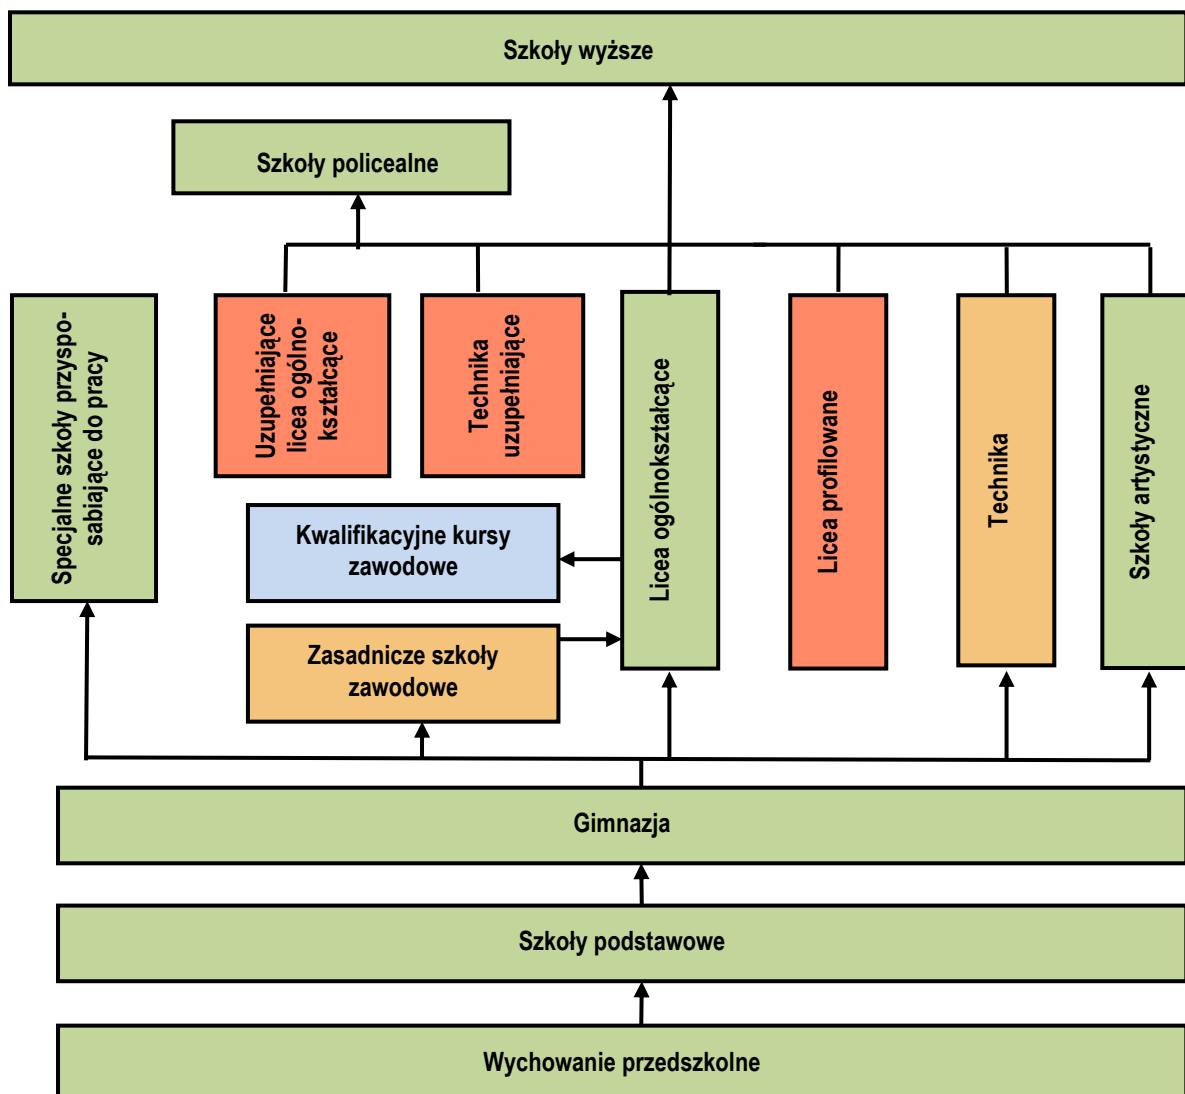 Szkoły wyższe
Szkoły policealne
Specjalne szkoły przyspo-
sabiające do pracy
Uzupełniające
licea ogólno-
kształcące
Technika
uzupełniające
Licea ogólnokształcące
Licea profilowane
Technika
Szkoły artystyczne
Kwalifikacyjne kursy
zawodowe
Zasadnicze szkoły
zawodowe
Gimnazja
Szkoły podstawowe
Wychowanie przedszkolne